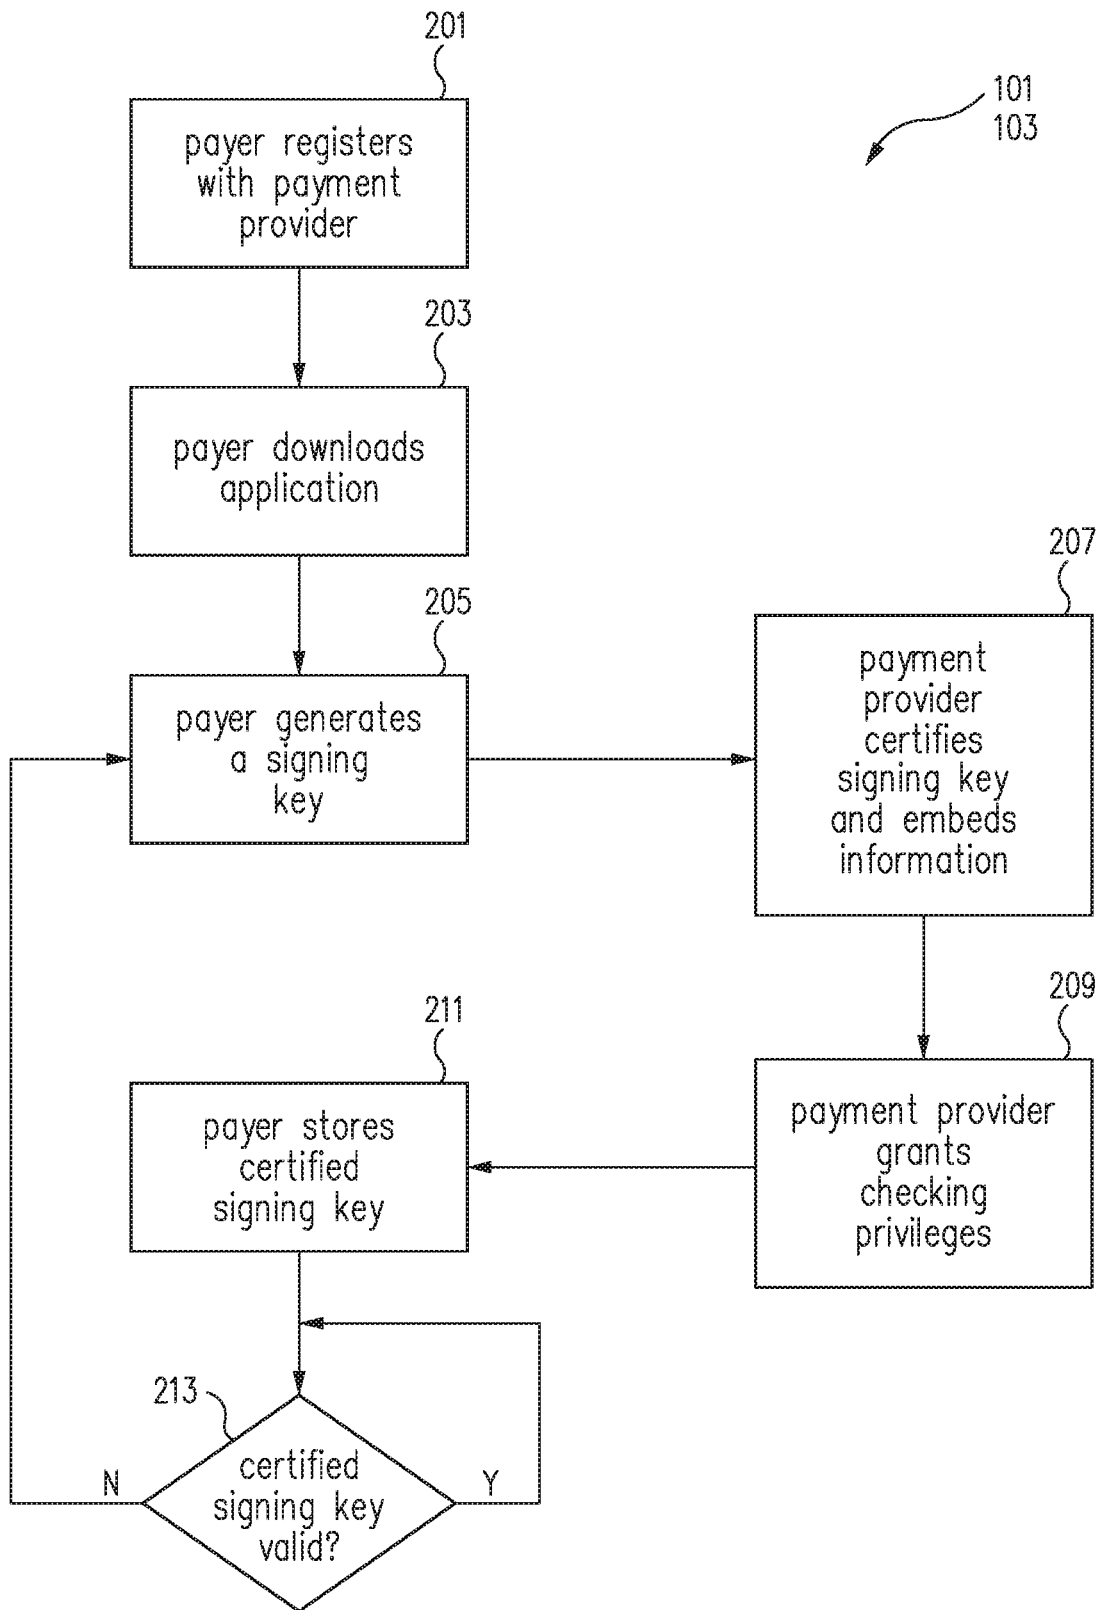 201
101
103
payer registers
with payment
provider
203
payer downloads
application
205
payer generates
a signing
key
207
payment
provider
certifies
signing key
and embeds
information
209
payment provider
grants
checking
privileges
211
payer stores
certified
signing key
213
certified
signing key
valid?
N
Y